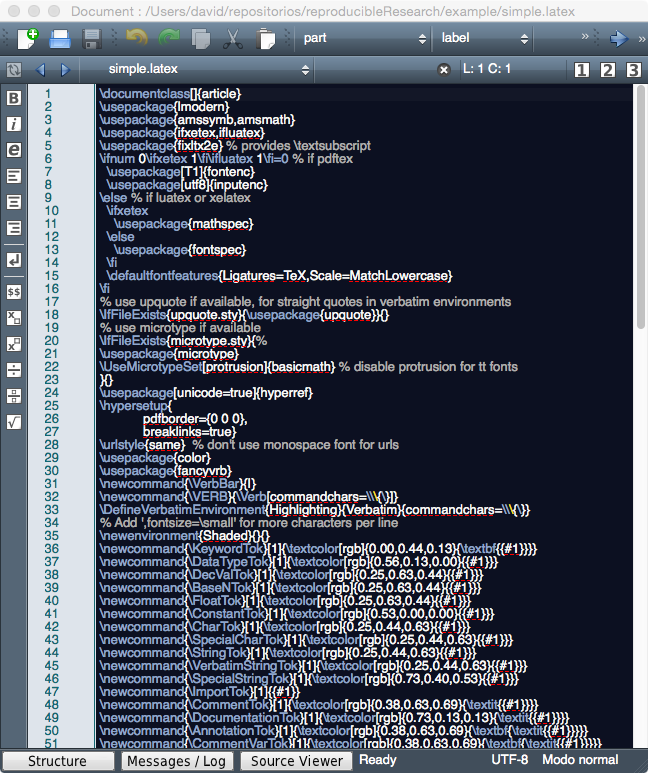 Document : /Users/david/repositorios/reproducibleResearch/example/simple.latex
part label
simple.latex L: 1 C: 1 1 2 3
1 \documentclass[]{article}
2 \usepackage{lmodern}
3 \usepackage{amssymb,amsmath}
4 \usepackage{ifxetex,ifluatex}
5 \usepackage{fixltx2e} % provides \textsubscript
6 \ifnum 0\ifxetex 1\fi\ifluatex 1\fi=0 % if pdftex
7 \usepackage[T1]{fontenc}
8 \usepackage[utf8]{inputenc}
9 \else % if luatex or xelatex
10 \ifxetex
11 \usepackage{mathspec}
12 \else
13 \usepackage{fontspec}
14 \fi
15 \defaultfontfeatures{Ligatures=TeX,Scale=MatchLowercase}
16 \fi
17 % use upquote if available, for straight quotes in verbatim environments
18 \IfFileExists{upquote.sty}{\usepackage{upquote}}{}
19 % use microtype if available
20 \IfFileExists{microtype.sty}{%
21 \usepackage{microtype}
22 \UseMicrotypeSet[protrusion]{basicmath} % disable protrusion for tt fonts
23 }{}
24 \usepackage[unicode=true]{hyperref}
25 \hypersetup{
26 pdfborder={0 0 0},
27 breaklinks=true}
28 \urlstyle{same} % don't use monospace font for urls
29 \usepackage{color}
30 \usepackage{fancyvrb}
31 \newcommand{\VerbBar}{|}
32 \newcommand{\VERB}{\Verb[commandchars=\\\{\}]}
33 \DefineVerbatimEnvironment{Highlighting}{Verbatim}{commandchars=\\\{\}}
34 % Add ',fontsize=\small' for more characters per line
35 \newenvironment{Shaded}{}{}
36 \newcommand{\KeywordTok}[1]{\textcolor[rgb]{0.00,0.44,0.13}{\textbf{{#1}}}}
37 \newcommand{\DataTypeTok}[1]{\textcolor[rgb]{0.56,0.13,0.00}{{#1}}}
38 \newcommand{\DecValTok}[1]{\textcolor[rgb]{0.25,0.63,0.44}{{#1}}}
39 \newcommand{\BaseNTok}[1]{\textcolor[rgb]{0.25,0.63,0.44}{{#1}}}
40 \newcommand{\FloatTok}[1]{\textcolor[rgb]{0.25,0.63,0.44}{{#1}}}
41 \newcommand{\ConstantTok}[1]{\textcolor[rgb]{0.53,0.00,0.00}{{#1}}}
42 \newcommand{\CharTok}[1]{\textcolor[rgb]{0.25,0.44,0.63}{{#1}}}
43 \newcommand{\SpecialCharTok}[1]{\textcolor[rgb]{0.25,0.44,0.63}{{#1}}}
44 \newcommand{\StringTok}[1]{\textcolor[rgb]{0.25,0.44,0.63}{{#1}}}
45 \newcommand{\VerbatimStringTok}[1]{\textcolor[rgb]{0.25,0.44,0.63}{{#1}}}
46 \newcommand{\SpecialStringTok}[1]{\textcolor[rgb]{0.73,0.40,0.53}{{#1}}}
47 \newcommand{\ImportTok}[1]{{#1}}
48 \newcommand{\CommentTok}[1]{\textcolor[rgb]{0.38,0.63,0.69}{\textit{{#1}}}}
49 \newcommand{\DocumentationTok}[1]{\textcolor[rgb]{0.73,0.13,0.13}{\textit{{#1}}}}
50 \newcommand{\AnnotationTok}[1]{\textcolor[rgb]{0.38,0.63,0.69}{\textbf{\textit{{#1}}}}}
51 \newcommand{\CommentVarTok}[1]{\textcolor[rgb]{0.38,0.63,0.69}{\textbf{\textit{{#1}}}}}
Structure Messages / Log Source Viewer Ready UTF-8 Modo normal